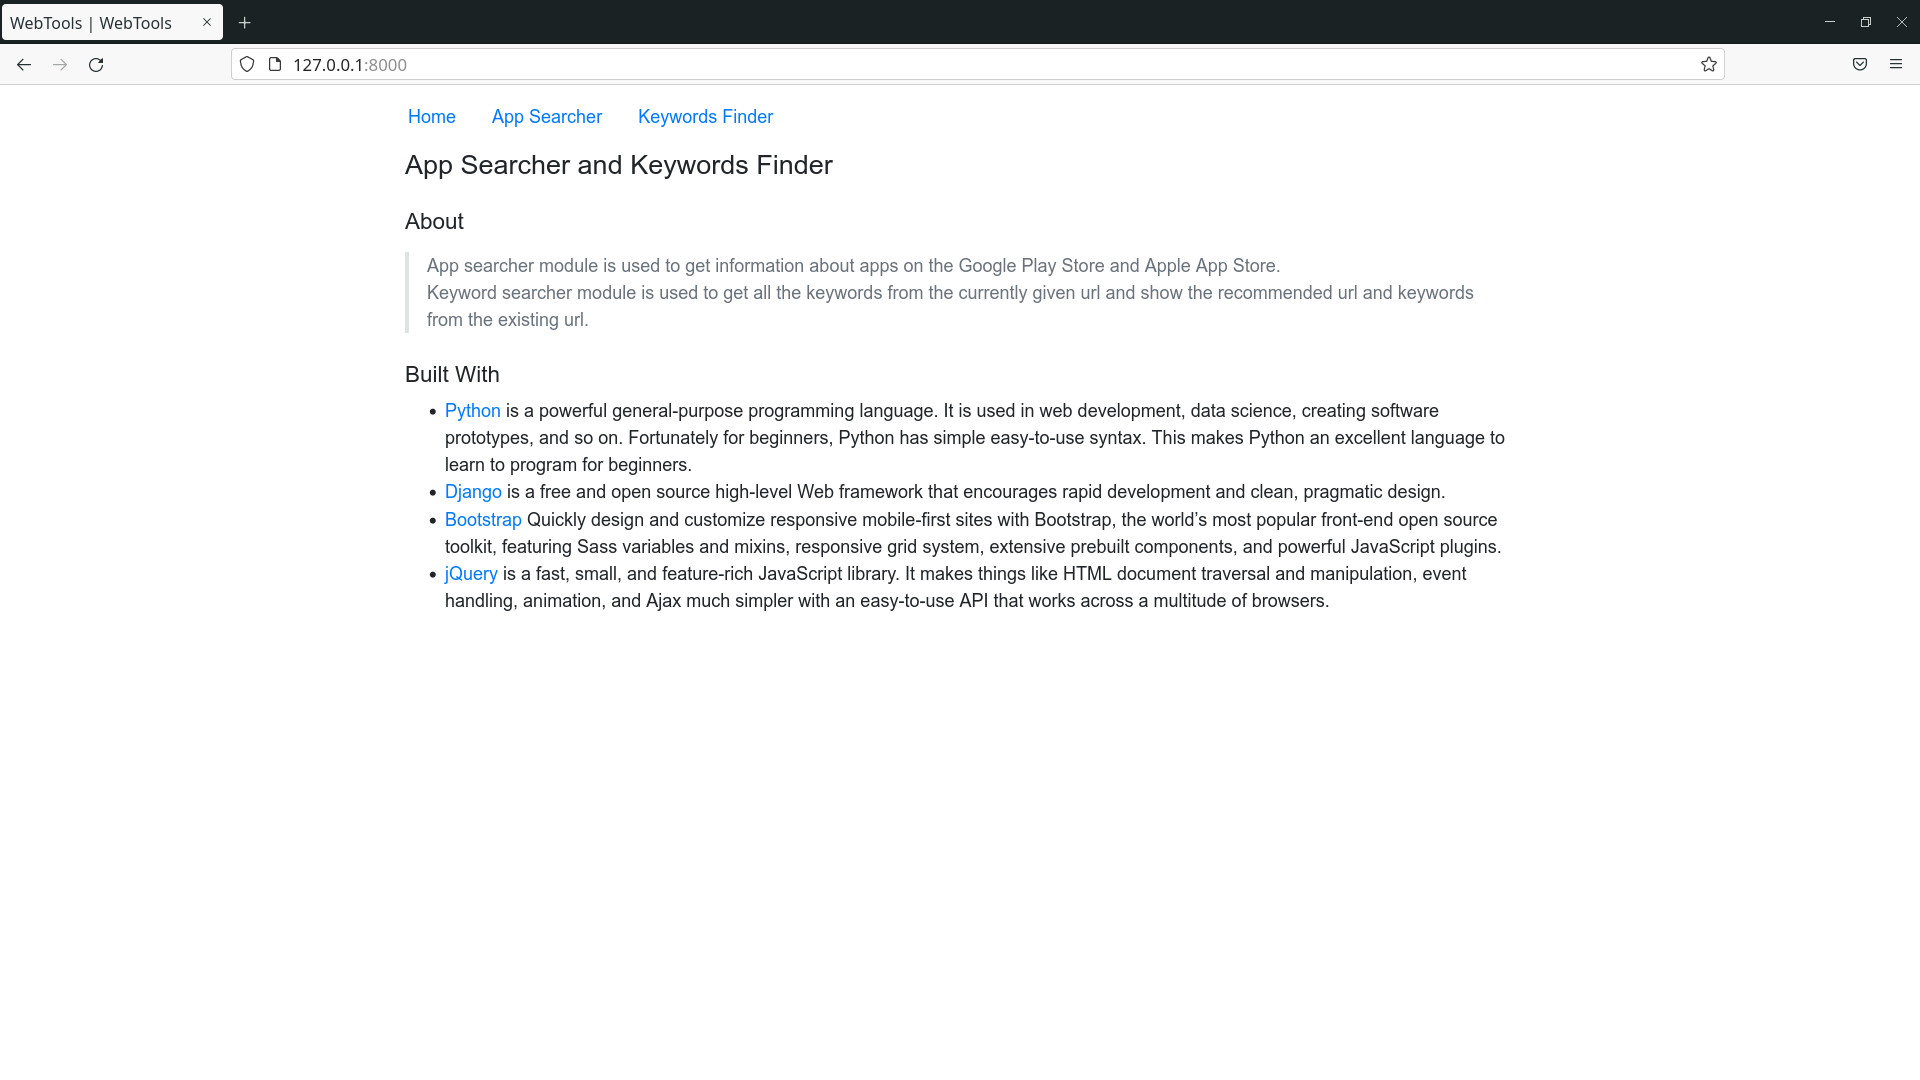 WebTools | WebTools
127.0.0.1:8000
Home App Searcher Keywords Finder
App Searcher and Keywords Finder
About
App searcher module is used to get information about apps on the Google Play Store and Apple App Store.
Keyword searcher module is used to get all the keywords from the currently given url and show the recommended url and keywords
from the existing url.
Built With
Python is a powerful general-purpose programming language. It is used in web development, data science, creating software
prototypes, and so on. Fortunately for beginners, Python has simple easy-to-use syntax. This makes Python an excellent language to
learn to program for beginners.
Django is a free and open source high-level Web framework that encourages rapid development and clean, pragmatic design.
Bootstrap Quickly design and customize responsive mobile-first sites with Bootstrap, the world’s most popular front-end open source
toolkit, featuring Sass variables and mixins, responsive grid system, extensive prebuilt components, and powerful JavaScript plugins.
jQuery is a fast, small, and feature-rich JavaScript library. It makes things like HTML document traversal and manipulation, event
handling, animation, and Ajax much simpler with an easy-to-use API that works across a multitude of browsers.